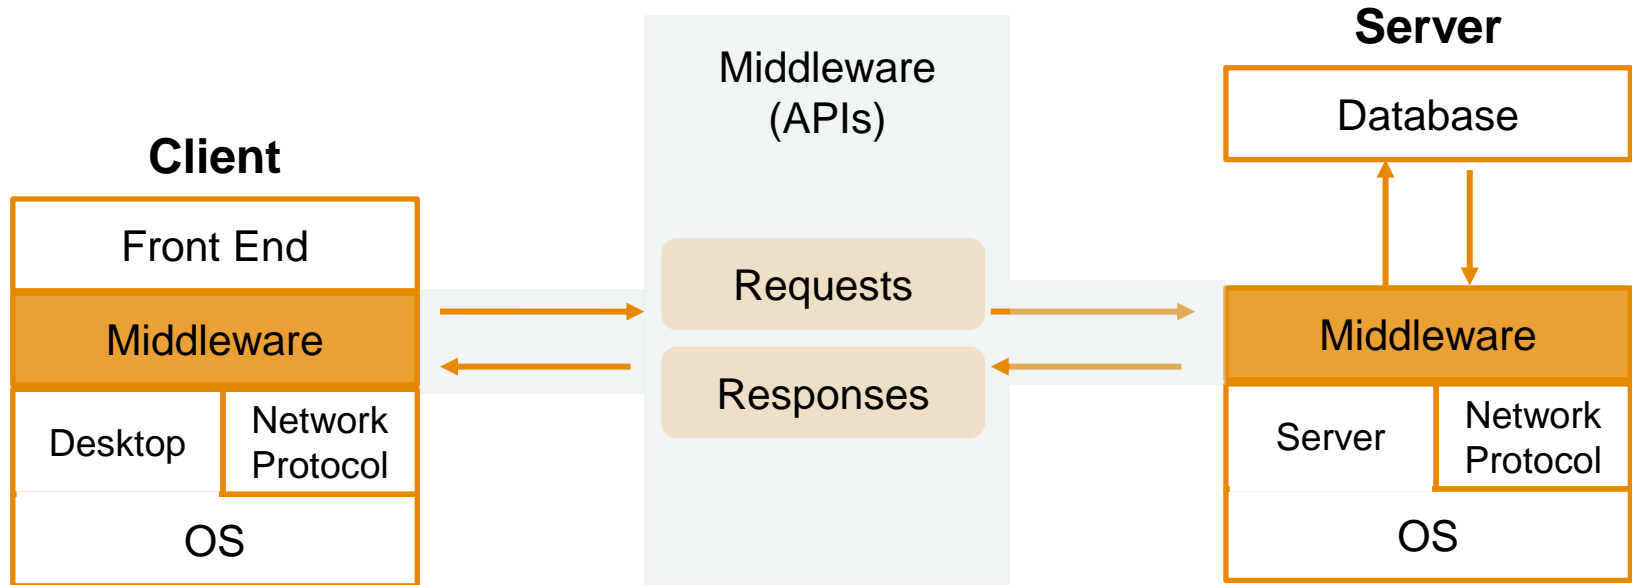 Client
Front End
Middleware
Desktop
Network
Protocol
OS
Middleware
(APIs)
Requests
Responses
Server
Database
Middleware
Server
Network
Protocol
OS